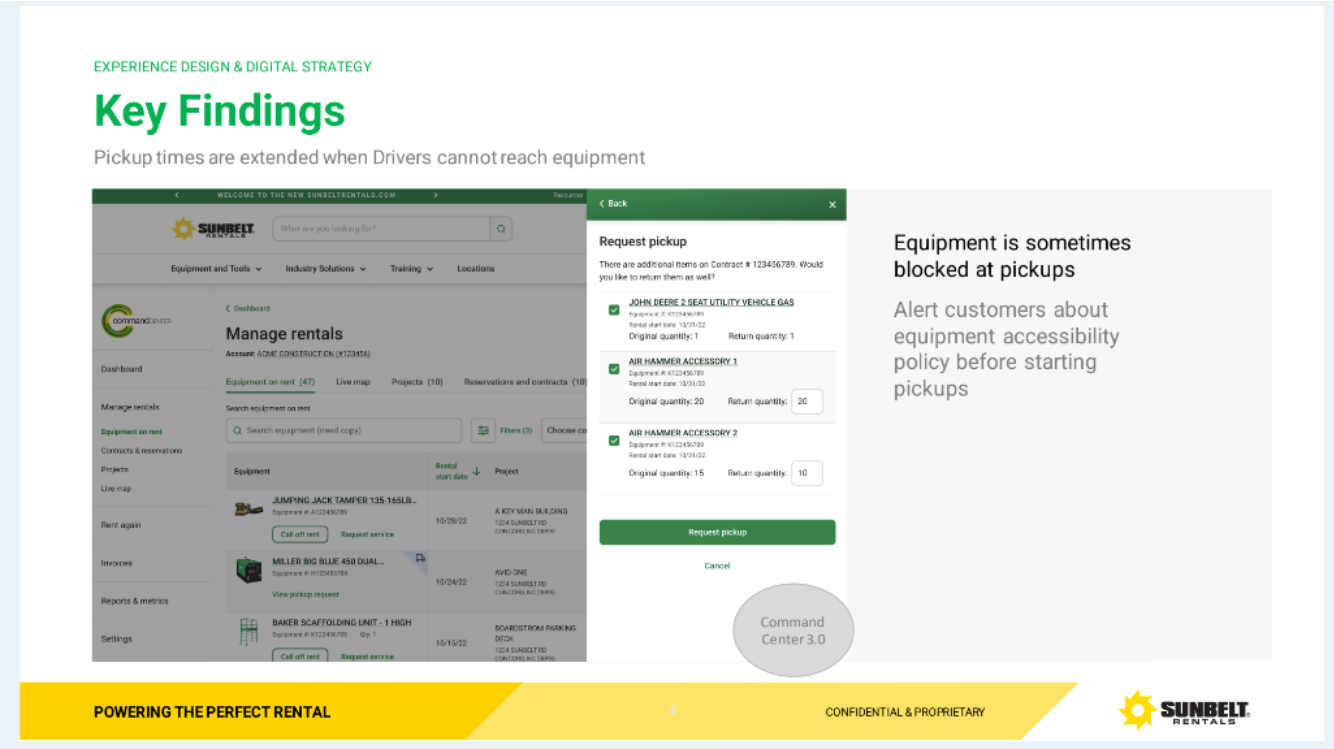 EXPERIENCE DESIGN & DIGITAL STRATEGY
Key Findings
Pickup times are extended when Drivers cannot reach equipment
WELCOME TO THE NEW SUNBELTRENTALS.COM
Resources
SUNBELT
RENTALS
What are you looking for?
Equipment and Tools
Industry Solutions
Training
Locations
commandCENTER
Dashboard
Manage rentals
Equipment on rent
Contracts & reservations
Projects
Live map
Rent again
Invoices
Reports & metrics
Settings
Dashboard
Manage rentals
Account: ACME CONSTRUCTION (#123456)
Equipment on rent (47)
Live map
Projects (10)
Reservations and contracts (10)
Search equipment on rent
Search equipment (need copy)
Filters (3)
Choose co
Equipment
Rental
start date
Project
JUMPING JACK TAMPER 135-165LB...
Equipment #: A123456789
Call off rent
Request service
10/28/22
A KEY MAN BUILDING
1234 SUNBELT RD
CONCORD, NC 28990
MILLER BIG BLUE 450 DUAL...
Equipment #: H123456789
View pickup request
10/24/22
AVID ONE
1234 SUNBELT RD
CONCORD, NC 28990
BAKER SCAFFOLDING UNIT - 1 HIGH
Equipment #: K123456789 Qty: 1
Call off rent
Request service
10/15/22
BOARDSTROM PARKING
DECK
1234 SUNBELT RD
CONCORD, NC 28990
Back
Request pickup
There are additional items on Contract # 123456789. Would
you like to return them as well?
JOHN DEERE 2 SEAT UTILITY VEHICLE GAS
Equipment #: K123456789
Rental start date: 10/31/22
Original quantity: 1 Return quantity: 1
AIR HAMMER ACCESSORY 1
Equipment #: K123456789
Rental start date: 10/31/22
Original quantity: 20 Return quantity: 20
AIR HAMMER ACCESSORY 2
Equipment #: K123456789
Rental start date: 10/31/22
Original quantity: 15 Return quantity: 10
Request pickup
Cancel
Command
Center 3.0
Equipment is sometimes
blocked at pickups
Alert customers about
equipment accessibility
policy before starting
pickups
POWERING THE PERFECT RENTAL
4
CONFIDENTIAL & PROPRIETARY
SUNBELT
RENTALS